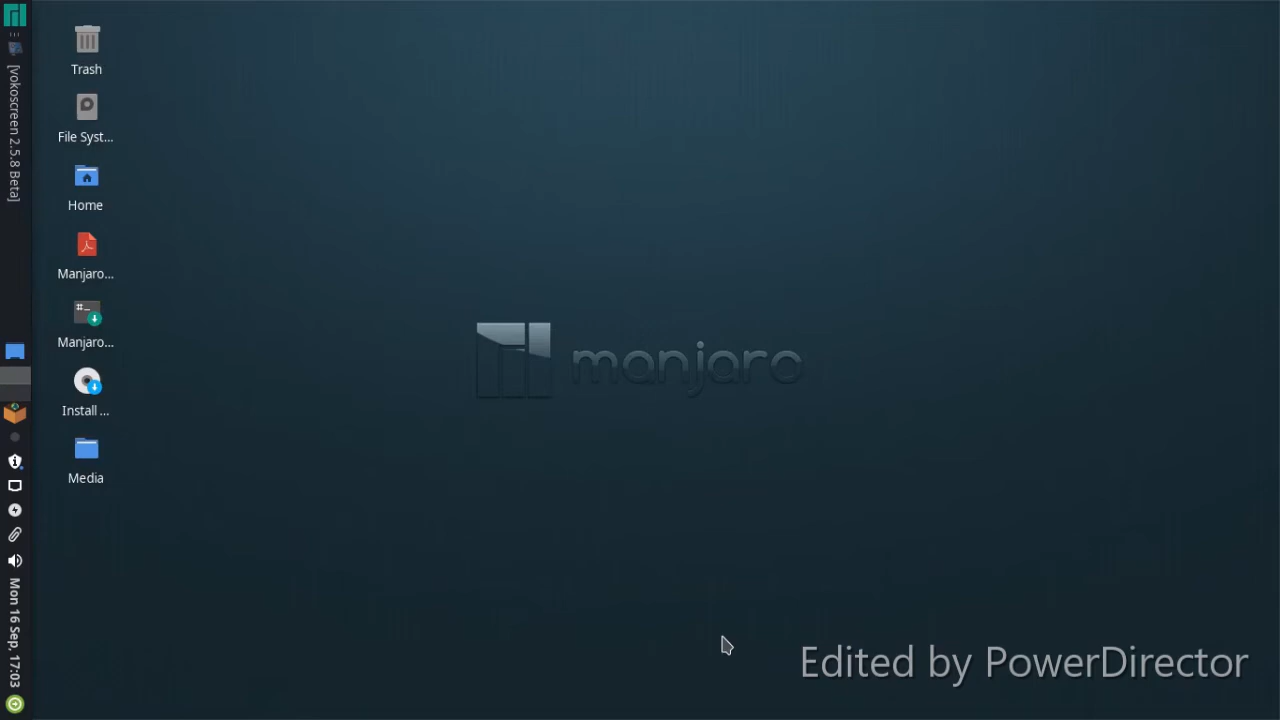 [vokoscreen 2.5.8 Beta]
Mon 16 Sep, 17:03
Trash
File Syst...
Home
Manjaro...
Manjaro...
Install ...
Media
manjaro
Edited by PowerDirector